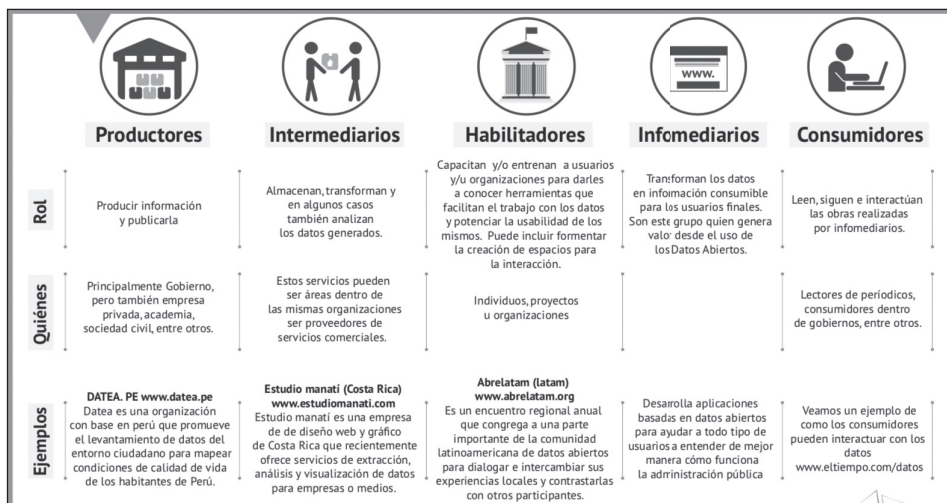 www.
Productores
Intermediarios
Habilitadores
Infomediarios
Consumidores
Rol
Producir información
y publicarla
Almacenan, transforman y
en algunos casos
también analizan
los datos generados.
Capacitan y/o entrenan a usuarios
y/u organizaciones para darles
a conocer herramientas que
facilitan el trabajo con los datos
y potenciar la usabilidad de los
mismos. Puede incluir fomentar
la creación de espacios para
la interacción.
Transforman los datos
en información consumible
para los usuarios finales.
Son este grupo quien genera
valor desde el uso de
los Datos Abiertos.
Leen, siguen e interactúan
las obras realizadas
por infomediarios.
Quiénes
Principalmente Gobierno,
pero también empresa
privada, academia,
sociedad civil, entre otros.
Estos servicios pueden
ser áreas dentro de
las mismas organizaciones
ser proveedores de
servicios comerciales.
Individuos, proyectos
u organizaciones
Lectores de periódicos,
consumidores dentro
de gobiernos, entre otros.
Ejemplos
DATEA. PE www.datea.pe
Datea es una organización
con base en perú que promueve
el levantamiento de datos del
entorno ciudadano para mapear
condiciones de calidad de vida
de los habitantes de Perú.
Estudio manatí (Costa Rica)
www.estudiomanati.com
Estudio manatí es una empresa
de de diseño web y gráfico
de Costa Rica que recientemente
ofrece servicios de extracción,
análisis y visualización de datos
para empresas o medios.
Abrelatam (latam)
www.abrelatam.org
Es un encuentro regional anual
que congrega a una parte
importante de la comunidad
latinoamericana de datos abiertos
para dialogar e intercambiar sus
experiencias locales y contrastarlas
con otros participantes.
Desarrolla aplicaciones
basadas en datos abiertos
para ayudar a todo tipo de
usuarios a entender de mejor
manera cómo funciona
la administración pública
Veamos un ejemplo de
como los consumidores
pueden interactuar con los
datos
www.eltiempo.com/datos